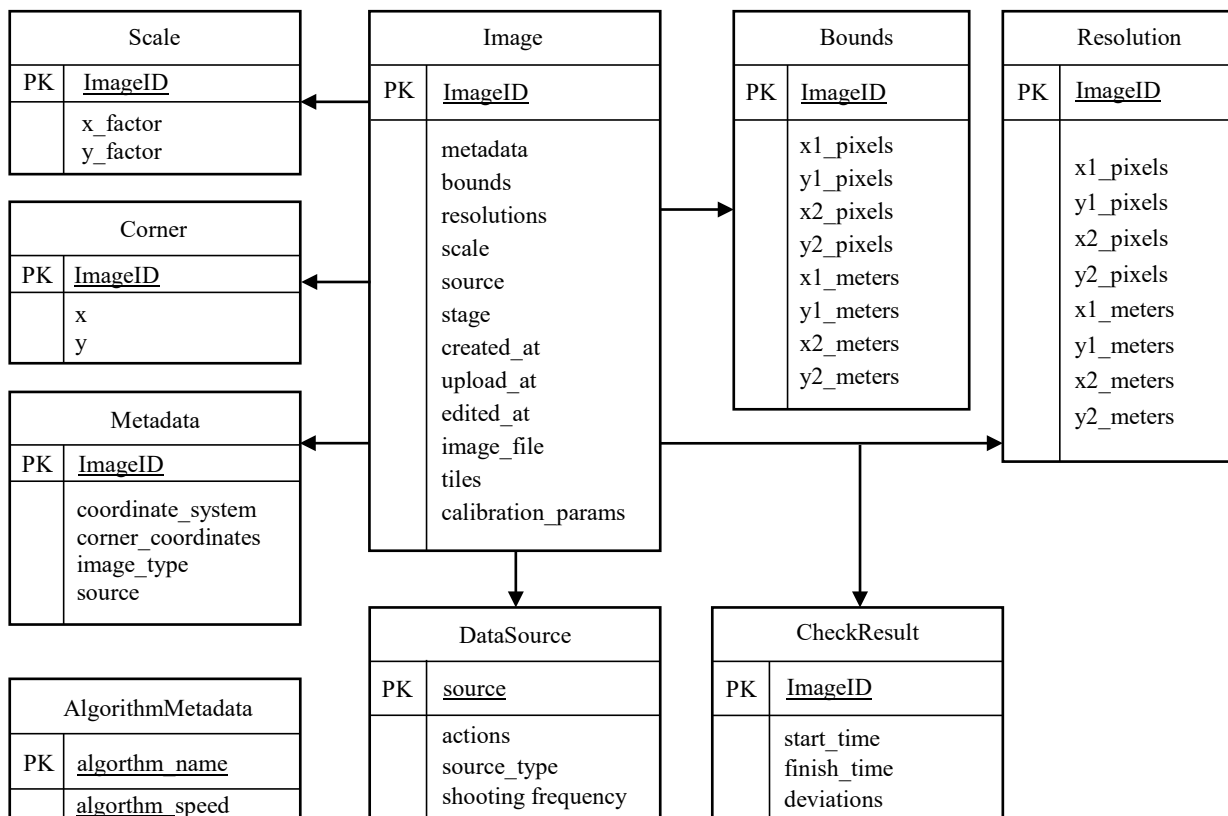 Scale
PK ImageID
x_factor
y_factor
Corner
PK ImageID
x
y
Metadata
PK ImageID
coordinate_system
corner_coordinates
image_type
source
AlgorithmMetadata
PK algorthm_name
algorthm_speed
Image
PK ImageID
metadata
bounds
resolutions
scale
source
stage
created_at
upload_at
edited_at
image_file
tiles
calibration_params
DataSource
PK source
actions
source_type
shooting frequency
Bounds
PK ImageID
x1_pixels
y1_pixels
x2_pixels
y2_pixels
x1_meters
y1_meters
x2_meters
y2_meters
CheckResult
PK ImageID
start_time
finish_time
deviations
Resolution
PK ImageID
x1_pixels
y1_pixels
x2_pixels
y2_pixels
x1_meters
y1_meters
x2_meters
y2_meters